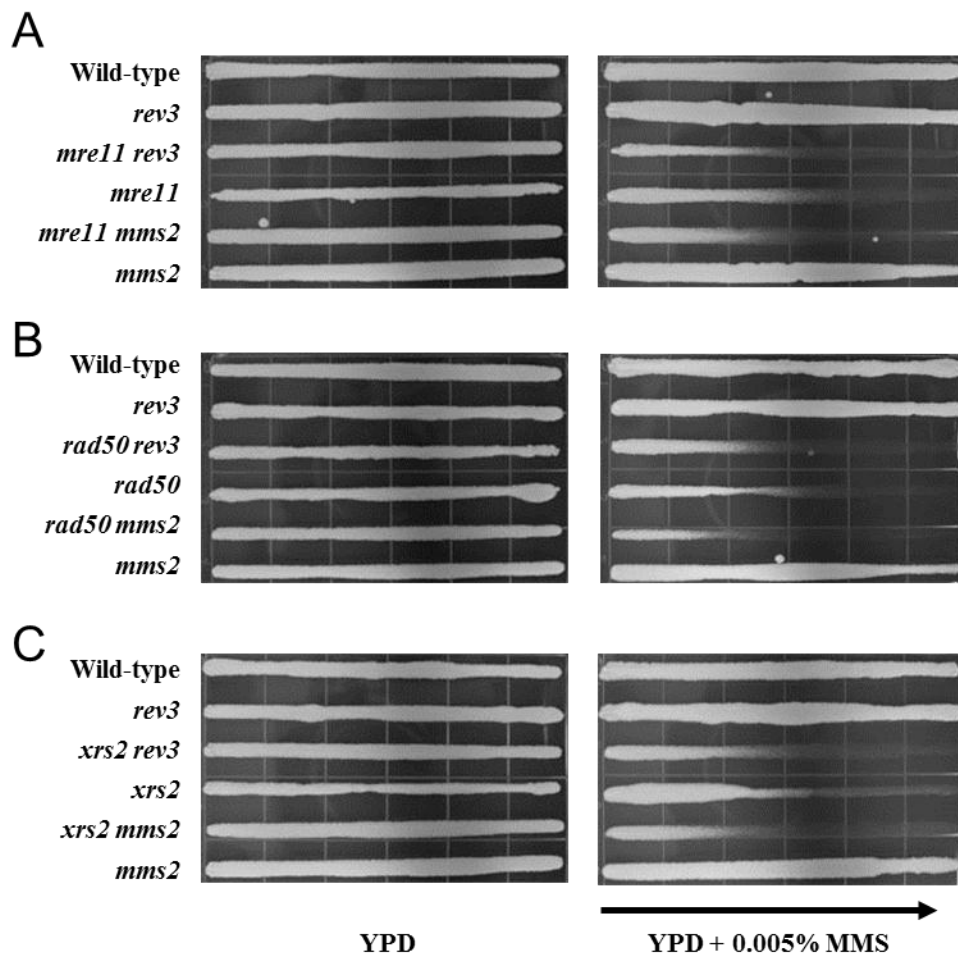 A
Wild-type
rev3
mre11 rev3
mre11
mre11 mms2
mms2
B
Wild-type
rev3
rad50 rev3
rad50
rad50 mms2
mms2
C
Wild-type
rev3
xrs2 rev3
xrs2
xrs2 mms2
mms2
YPD
YPD + 0.005% MMS